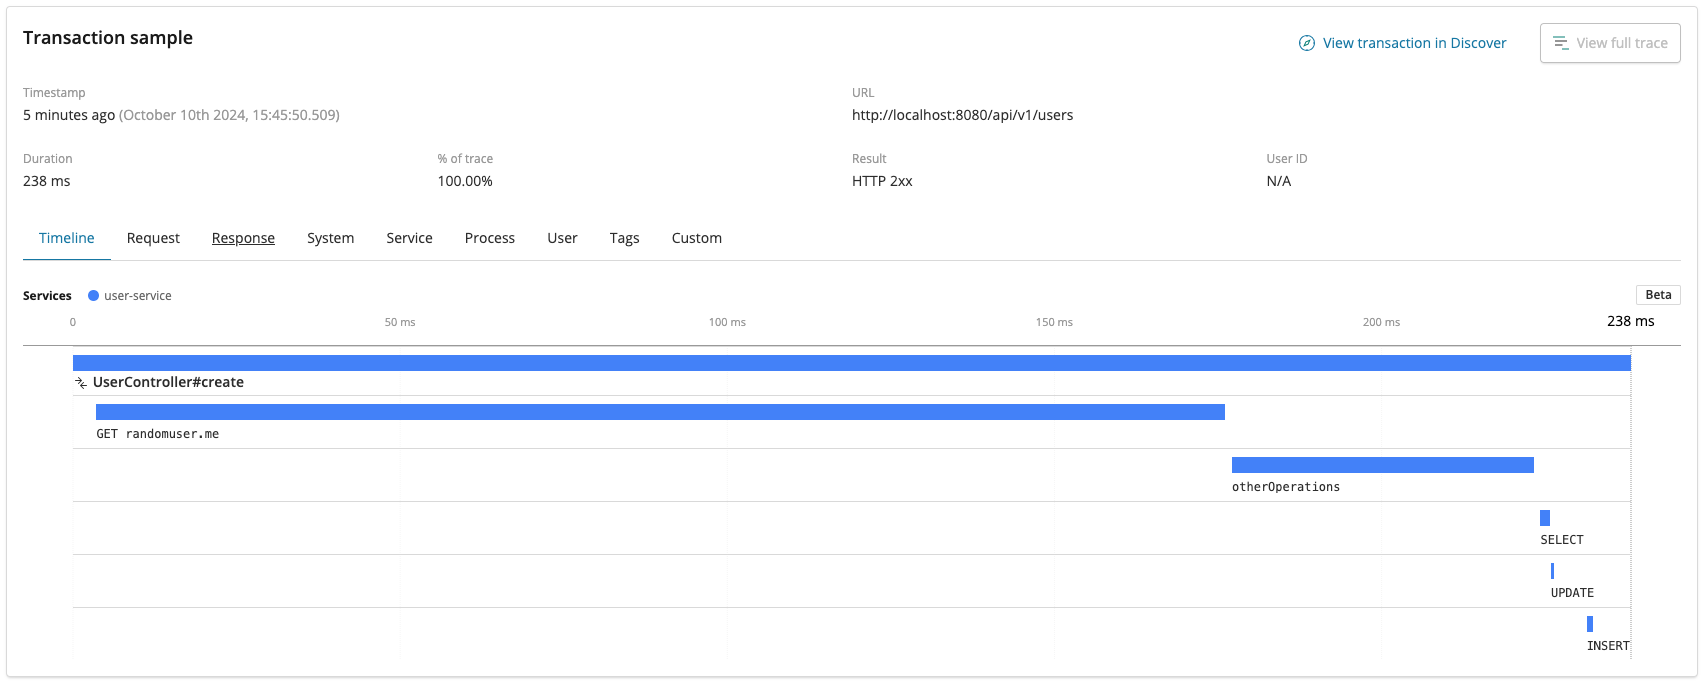 Transaction sample
View transaction in Discover
View full trace
Timestamp
5 minutes ago (October 10th 2024, 15:45:50.509)
URL
http://localhost:8080/api/v1/users
Duration
238 ms
% of trace
100.00%
Result
HTTP 2xx
User ID
N/A
Timeline Request Response System Service Process User Tags Custom
Services user-service
Beta
0 50 ms 100 ms 150 ms 200 ms 238 ms
UserController#create
GET randomuser.me
otherOperations
SELECT
UPDATE
INSERT